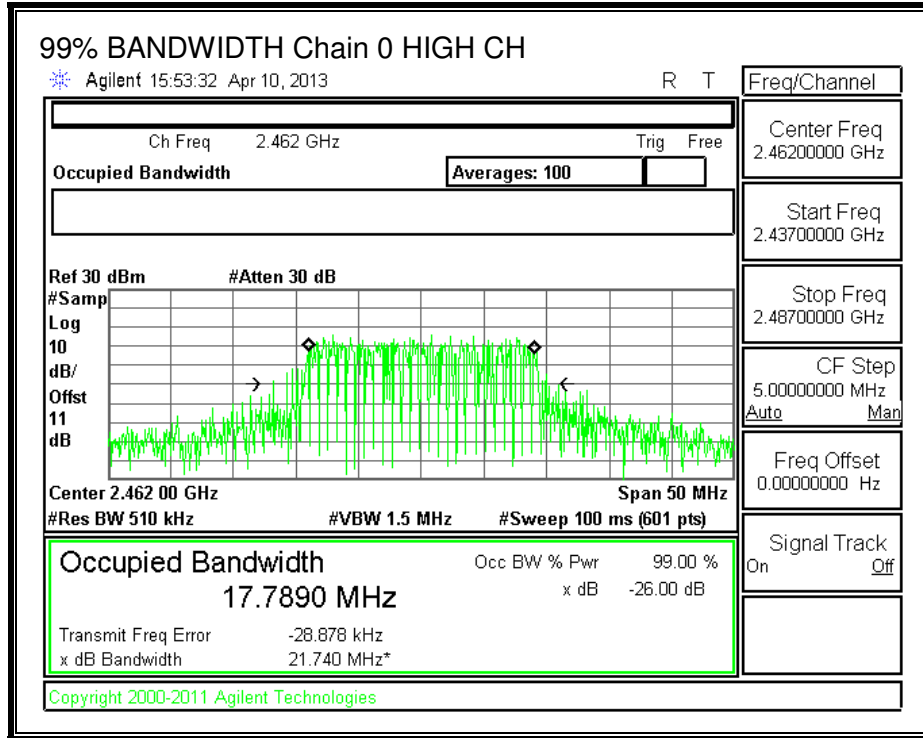 99% BANDWIDTH Chain 0 HIGH CH
Agilent 15:53:32 Apr 10, 2013 R T
Freq/Channel
Ch Freq 2.462 GHz Trig Free
Occupied Bandwidth Averages: 100
Center Freq
2.46200000 GHz
Start Freq
2.43700000 GHz
Stop Freq
2.48700000 GHz
CF Step
5.00000000 MHz
Auto Man
Freq Offset
0.00000000 Hz
Signal Track
On Off
Ref 30 dBm #Atten 30 dB
#Samp
Log
10
dB/
Offst
11
dB
Center 2.462 00 GHz Span 50 MHz
#Res BW 510 kHz #VBW 1.5 MHz #Sweep 100 ms (601 pts)
Occupied Bandwidth Occ BW % Pwr 99.00 %
17.7890 MHz x dB -26.00 dB
Transmit Freq Error -28.878 kHz
x dB Bandwidth 21.740 MHz*
Copyright 2000-2011 Agilent Technologies